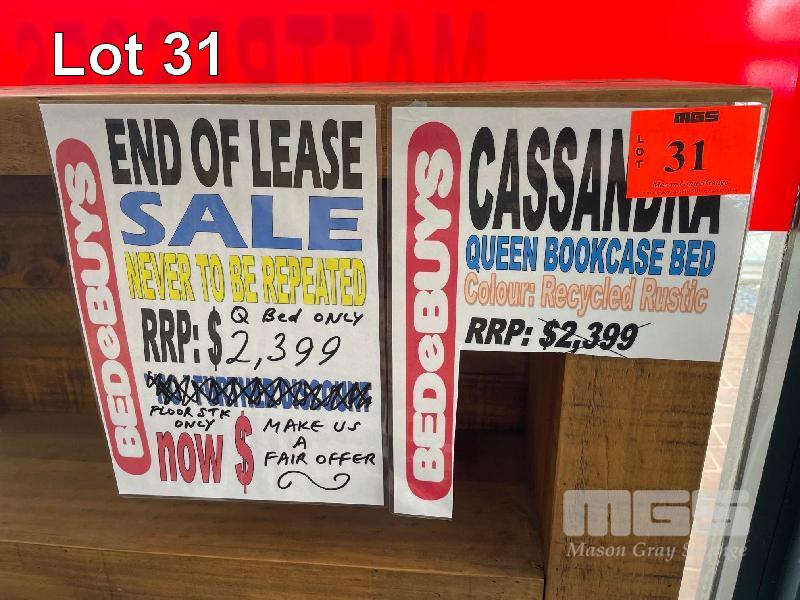 Lot 31
END OF LEASE
SALE
NEVER TO BE REPEATED
Q BED ONLY
RRP: $2,399
FLOOR STK
ONLY
now $
MAKE US
A
FAIR OFFER
BEDeBUYS
CASSANDRA
QUEEN BOOKCASE BED
Colour: Recycled Rustic
RRP: $2,399
BEDeBUYS
MGS
LOT
31
Mason Gray Strange
MGS
Mason Gray Strange